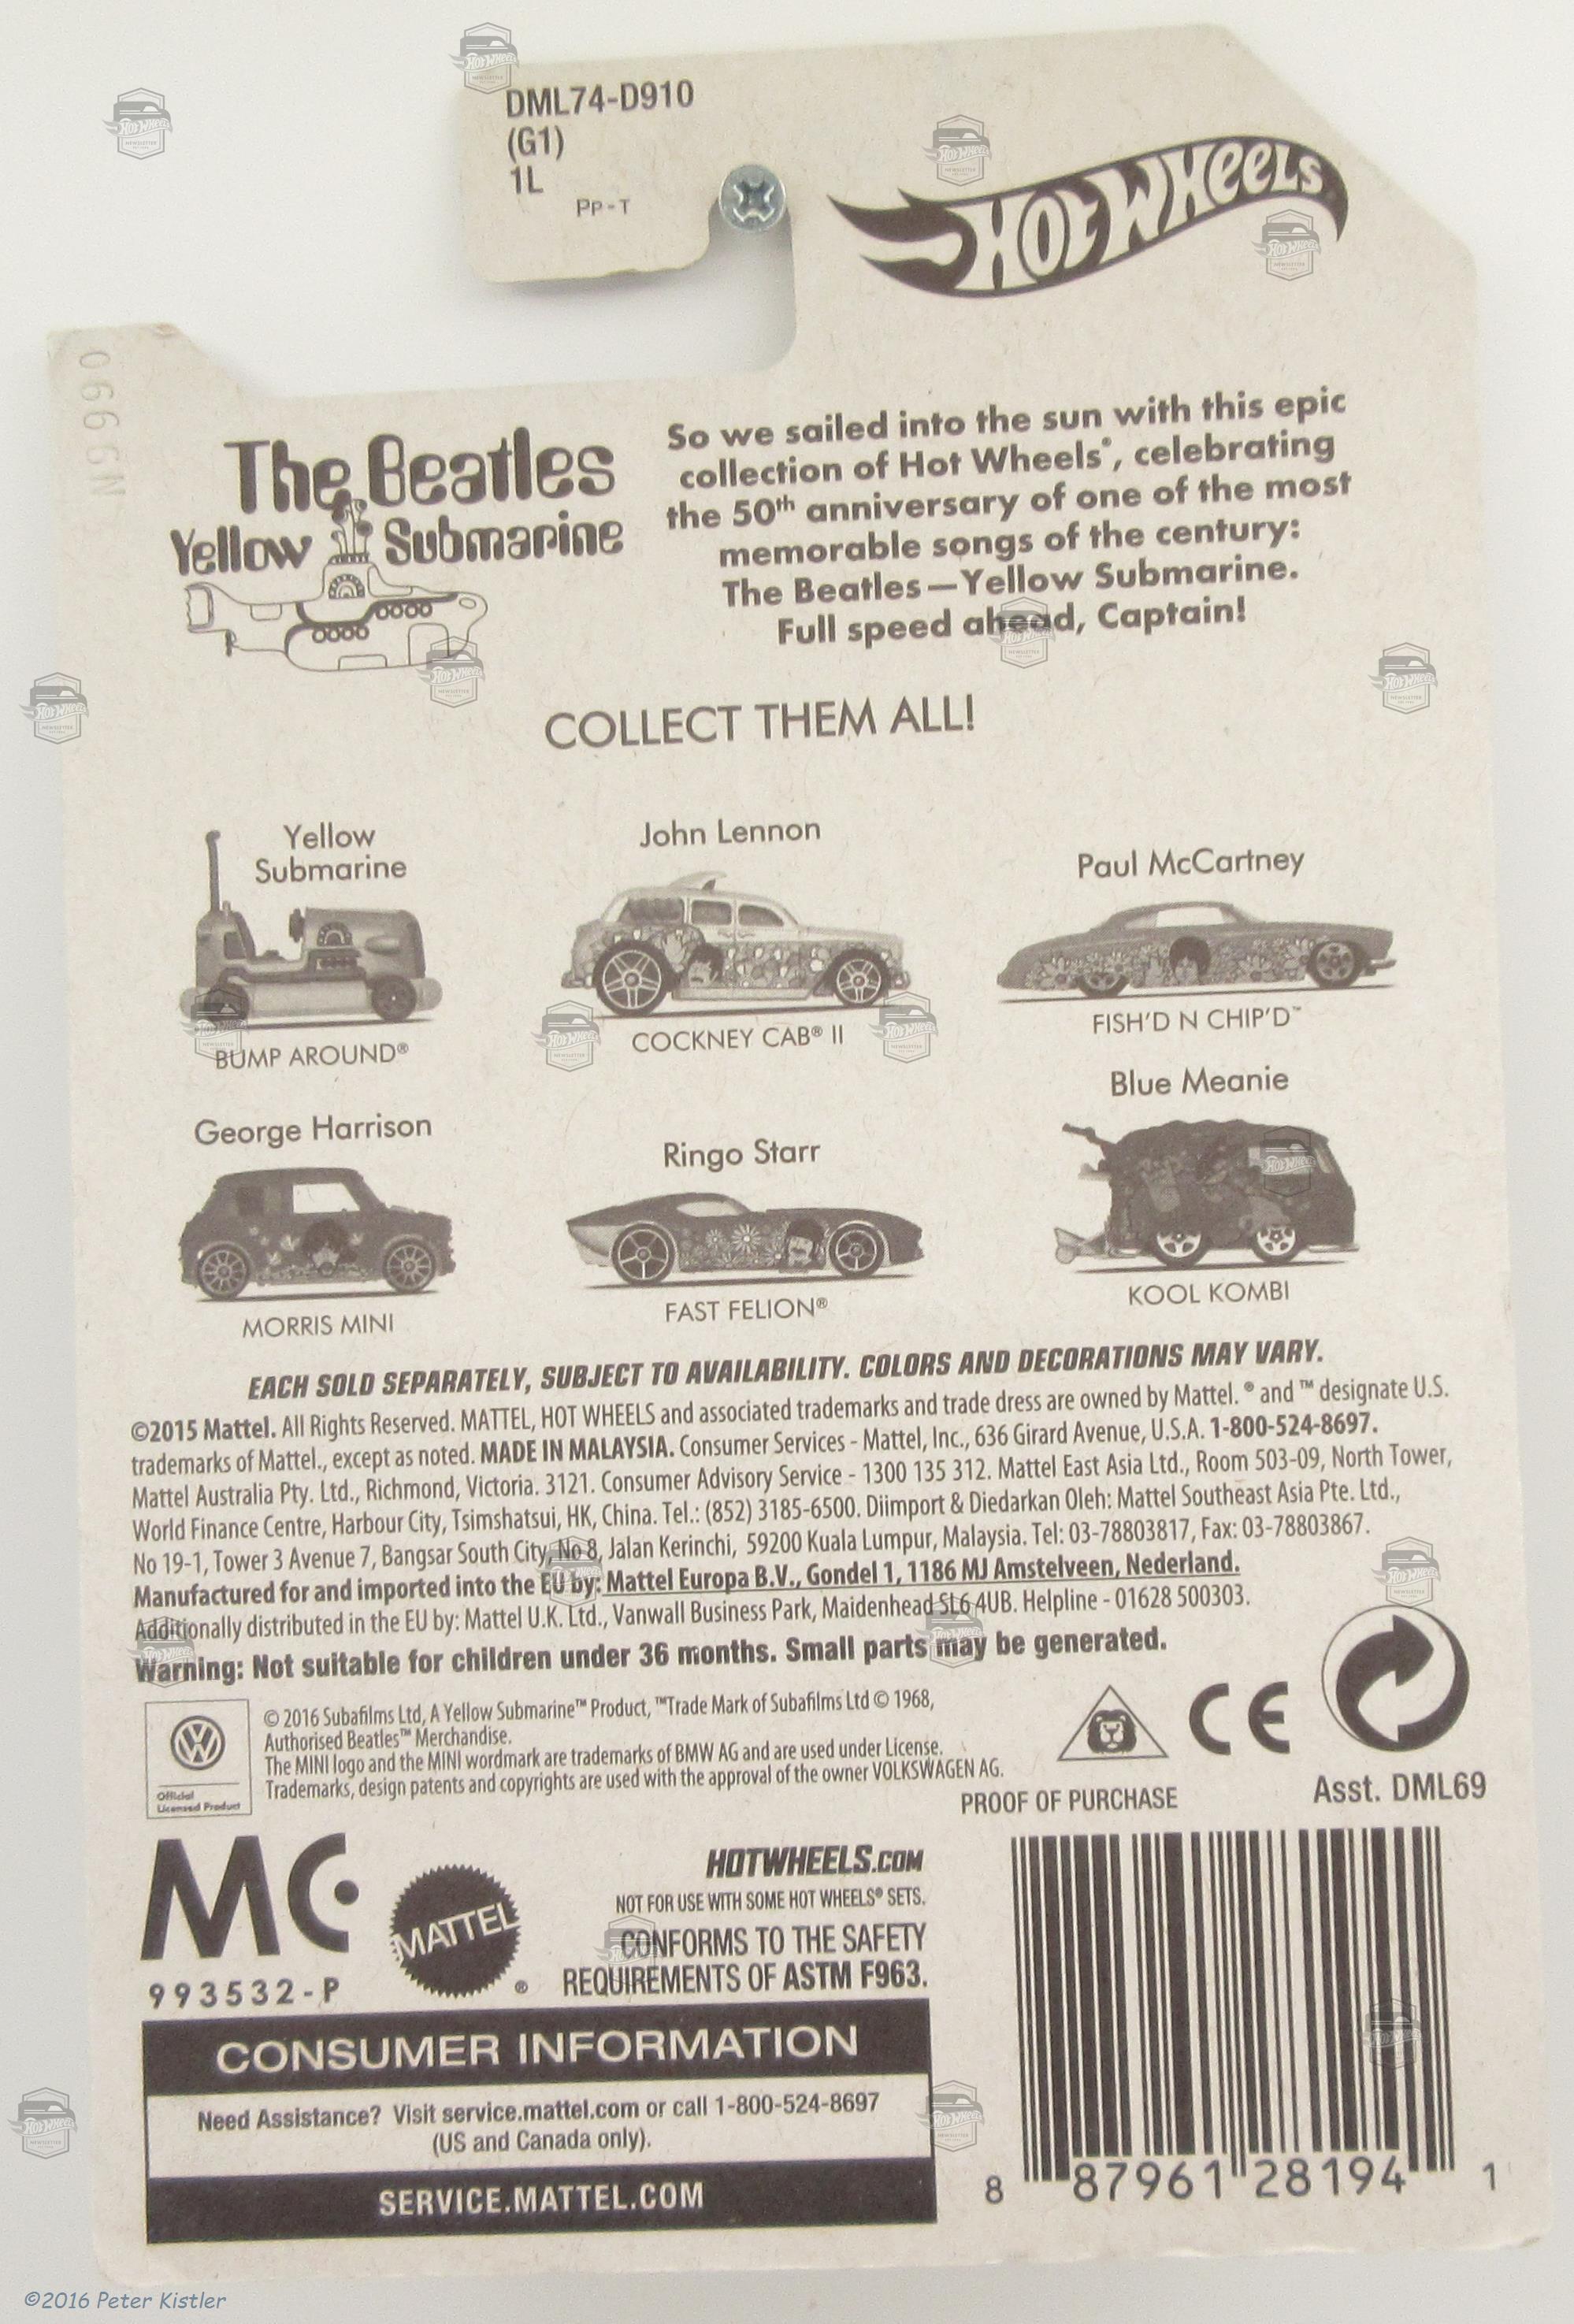 DML74-D910
(G1)
1L
Pp-T
HOT WHEELS
0665N
The Beatles
Yellow Submarine
So we sailed into the sun with this epic
collection of Hot Wheels®, celebrating
the 50th anniversary of one of the most
memorable songs of the century:
The Beatles—Yellow Submarine.
Full speed ahead, Captain!
COLLECT THEM ALL!
Yellow
Submarine
BUMP AROUND®
John Lennon
COCKNEY CAB® II
Paul McCartney
FISH'D N CHIP'D™
George Harrison
MORRIS MINI
Ringo Starr
FAST FELION®
Blue Meanie
KOOL KOMBI
EACH SOLD SEPARATELY, SUBJECT TO AVAILABILITY. COLORS AND DECORATIONS MAY VARY.
©2015 Mattel. All Rights Reserved. MATTEL, HOT WHEELS and associated trademarks and trade dress are owned by Mattel. ® and ™ designate U.S.
trademarks of Mattel., except as noted. MADE IN MALAYSIA. Consumer Services - Mattel, Inc., 636 Girard Avenue, U.S.A. 1-800-524-8697.
Mattel Australia Pty. Ltd., Richmond, Victoria. 3121. Consumer Advisory Service - 1300 135 312. Mattel East Asia Ltd., Room 503-09, North Tower,
World Finance Centre, Harbour City, Tsimshatsui, HK, China. Tel.: (852) 3185-6500. Diimport & Diedarkan Oleh: Mattel Southeast Asia Pte. Ltd.,
No 19-1, Tower 3 Avenue 7, Bangsar South City, No 8, Jalan Kerinchi, 59200 Kuala Lumpur, Malaysia. Tel: 03-78803817, Fax: 03-78803867.
Manufactured for and imported into the EU by: Mattel Europa B.V., Gondel 1, 1186 MJ Amstelveen, Nederland.
Additionally distributed in the EU by: Mattel U.K. Ltd., Vanwall Business Park, Maidenhead SL6 4UB. Helpline - 01628 500303.
Warning: Not suitable for children under 36 months. Small parts may be generated.
Official
Licensed Product
© 2016 Subafilms Ltd, A Yellow Submarine™ Product, ™Trade Mark of Subafilms Ltd © 1968,
Authorised Beatles™ Merchandise.
The MINI logo and the MINI wordmark are trademarks of BMW AG and are used under License.
Trademarks, design patents and copyrights are used with the approval of the owner VOLKSWAGEN AG.
CE
PROOF OF PURCHASE
Asst. DML69
MC
993532-P
MATTEL®
HOTWHEELS.COM
NOT FOR USE WITH SOME HOT WHEELS® SETS.
CONFORMS TO THE SAFETY
REQUIREMENTS OF ASTM F963.
CONSUMER INFORMATION
Need Assistance? Visit service.mattel.com or call 1-800-524-8697
(US and Canada only).
SERVICE.MATTEL.COM
8 87961 28194 1
©2016 Peter Kistler